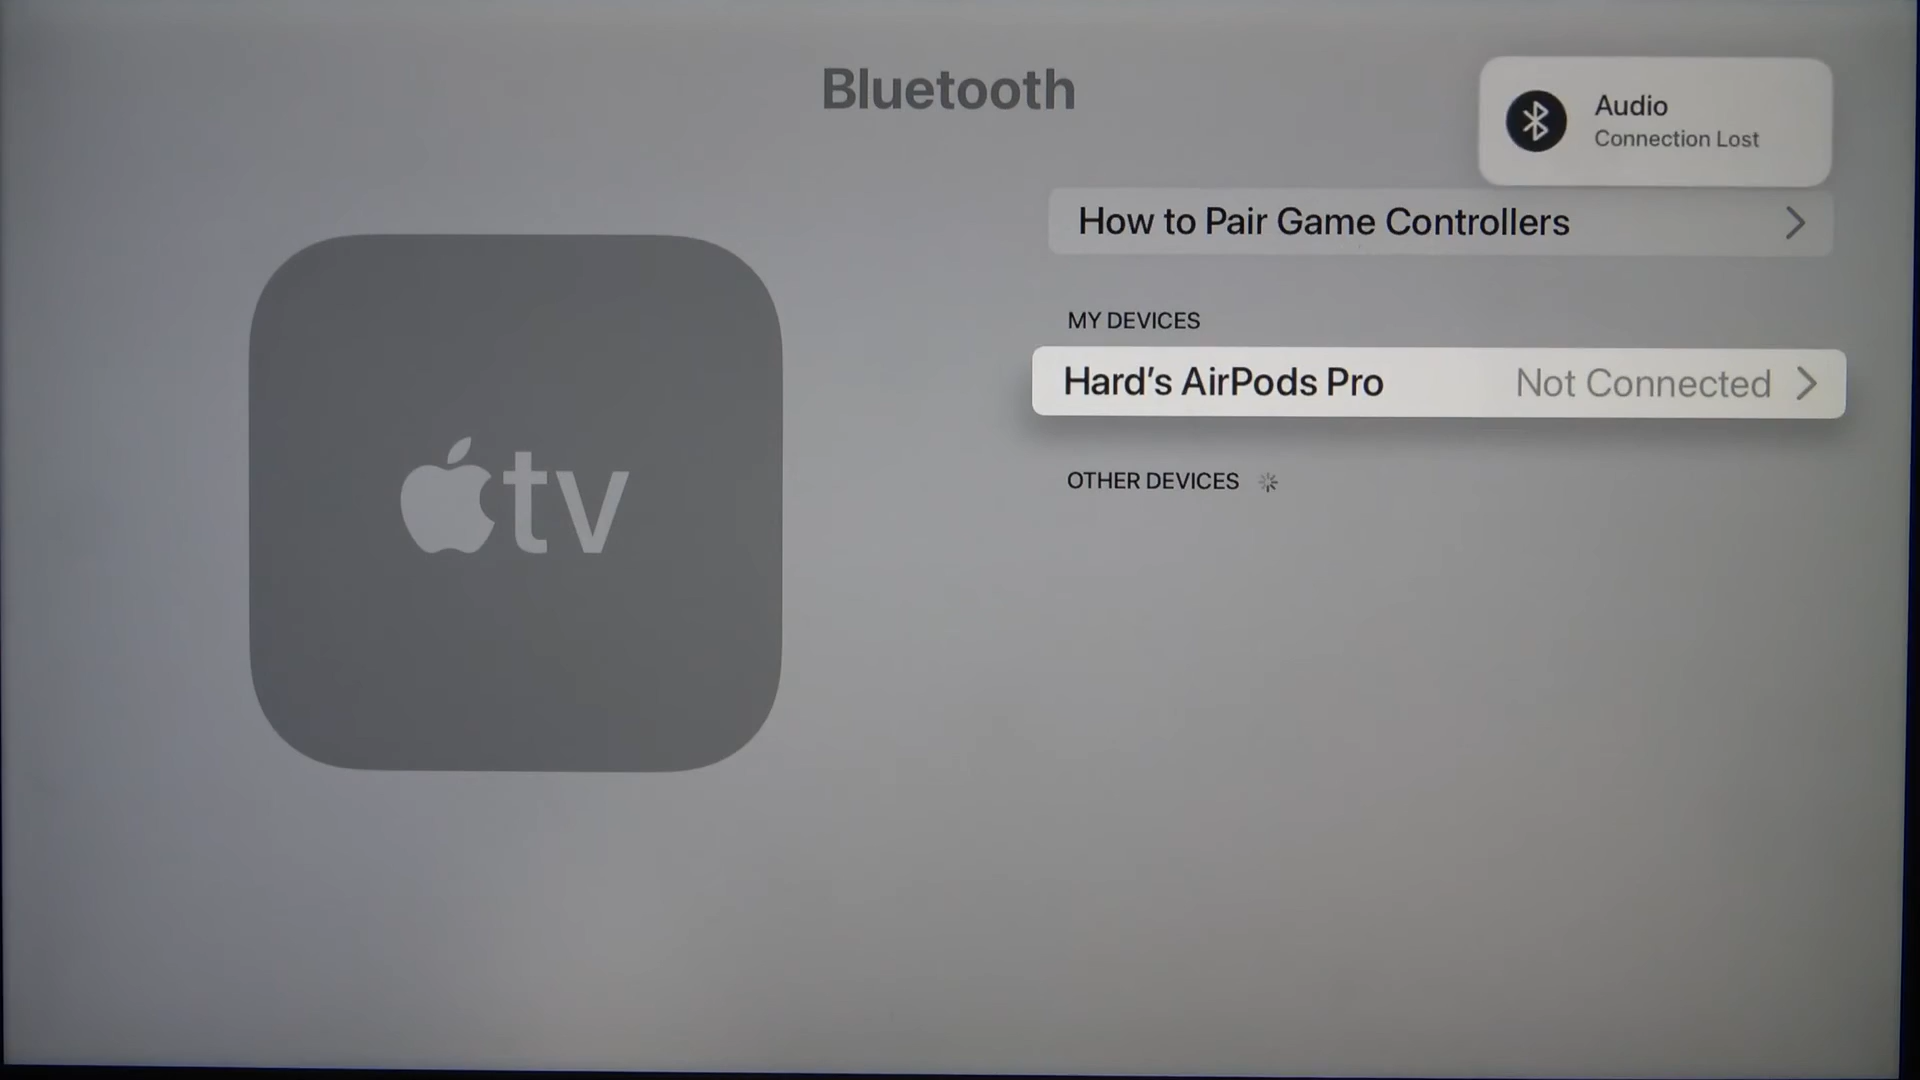 Bluetooth
Audio
Connection Lost
How to Pair Game Controllers
MY DEVICES
Hard’s AirPods Pro Not Connected
OTHER DEVICES
tv